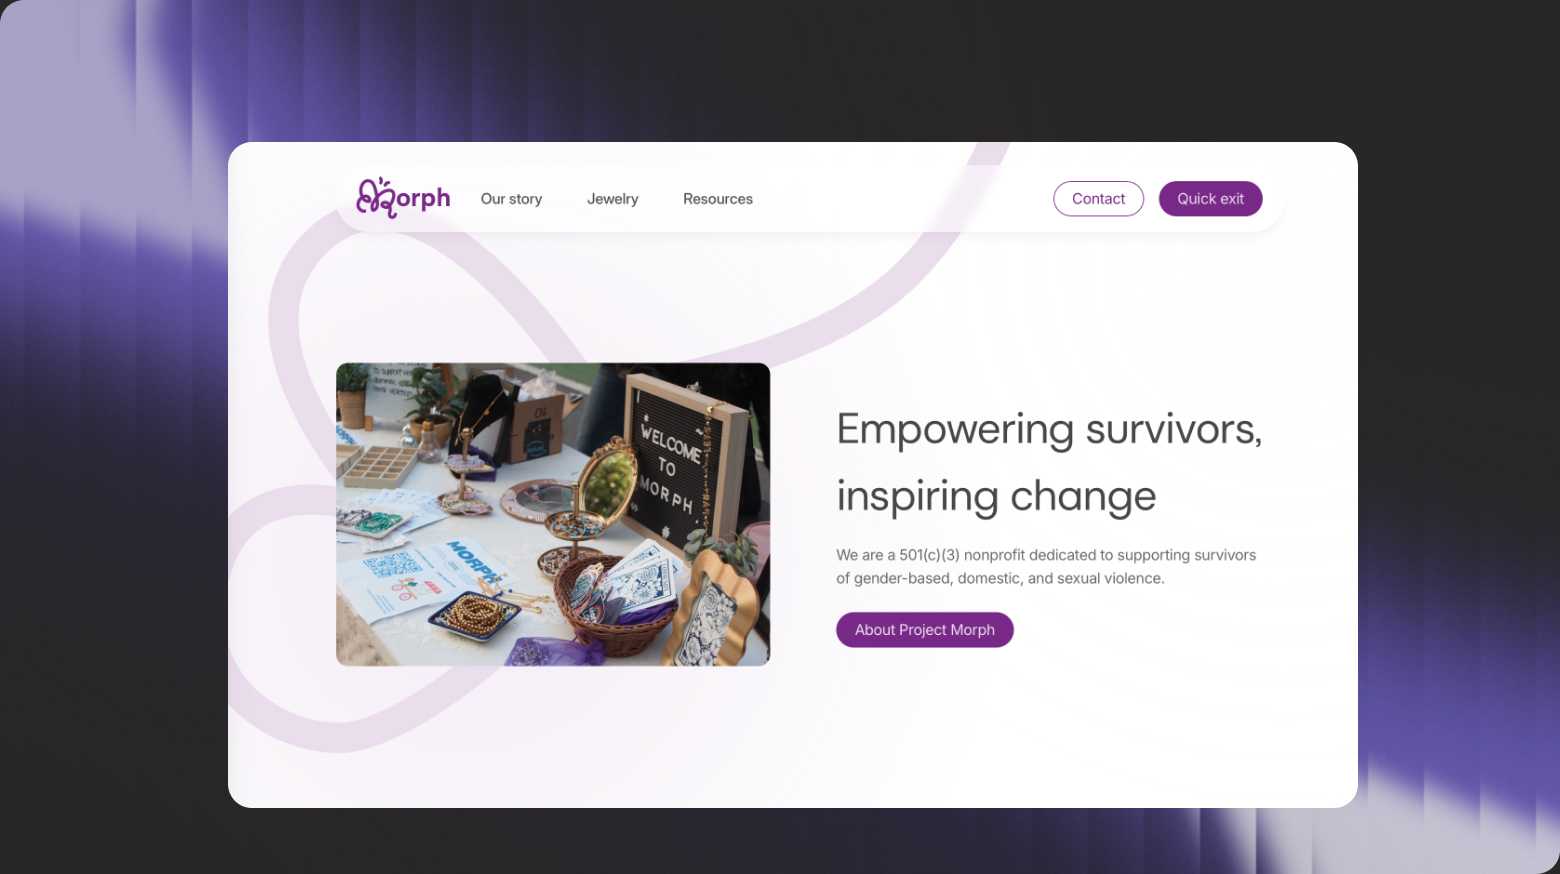 Morph
Our story
Jewelry
Resources
Contact
Quick exit
WELCOME
TO
MORPH
MORPH
Empowering survivors,
inspiring change
We are a 501(c)(3) nonprofit dedicated to supporting survivors
of gender-based, domestic, and sexual violence.
About Project Morph